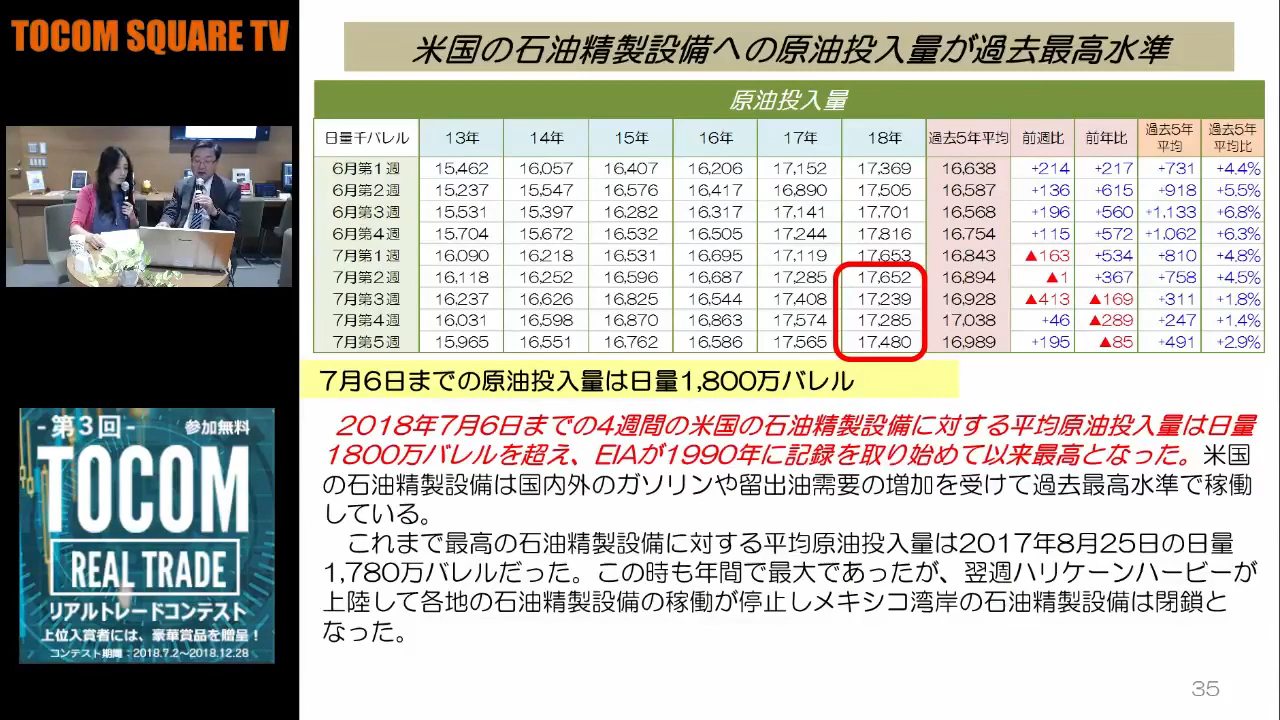 TOCOM SQUARE TV
米国の石油精製設備への原油投入量が過去最高水準
原油投入量
日量千バレル 13年 14年 15年 16年 17年 18年 過去5年平均 前週比 前年比 過去5年平均 過去5年平均比
6月第1週 15,462 16,057 16,407 16,206 17,152 17,369 16,638 +214 +217 +731 +4.4%
6月第2週 15,237 15,547 16,576 16,417 16,890 17,505 16,587 +136 +615 +918 +5.5%
6月第3週 15,531 15,397 16,282 16,317 17,141 17,701 16,568 +196 +560 +1,133 +6.8%
6月第4週 15,704 15,672 16,532 16,505 17,244 17,816 16,754 +115 +572 +1,062 +6.3%
7月第1週 16,090 16,218 16,531 16,695 17,119 17,653 16,843 ▲163 +534 +810 +4.8%
7月第2週 16,118 16,252 16,596 16,687 17,285 17,652 16,894 ▲1 +367 +758 +4.5%
7月第3週 16,237 16,626 16,825 16,544 17,408 17,239 16,928 ▲413 ▲169 +311 +1.8%
7月第4週 16,031 16,598 16,870 16,863 17,574 17,285 17,038 +46 ▲289 +247 +1.4%
7月第5週 15,965 16,551 16,762 16,586 17,565 17,480 16,989 +195 ▲85 +491 +2.9%
7月6日までの原油投入量は日量1,800万バレル
2018年7月6日までの4週間の米国の石油精製設備に対する平均原油投入量は日量
1800万バレルを超え、EIAが1990年に記録を取り始めて以来最高となった。米国
の石油精製設備は国内外のガソリンや留出油需要の増加を受けて過去最高水準で稼働
している。
これまで最高の石油精製設備に対する平均原油投入量は2017年8月25日の日量
1,780万バレルだった。この時も年間で最大であったが、翌週ハリケーンハービーが
上陸して各地の石油精製設備の稼働が停止しメキシコ湾岸の石油精製設備は閉鎖と
なった。
35
-第3回- 参加無料
TOCOM
REAL TRADE
リアルトレードコンテスト
上位入賞者には、豪華賞品を贈呈！
コンテスト期間：2018.7.2～2018.12.28